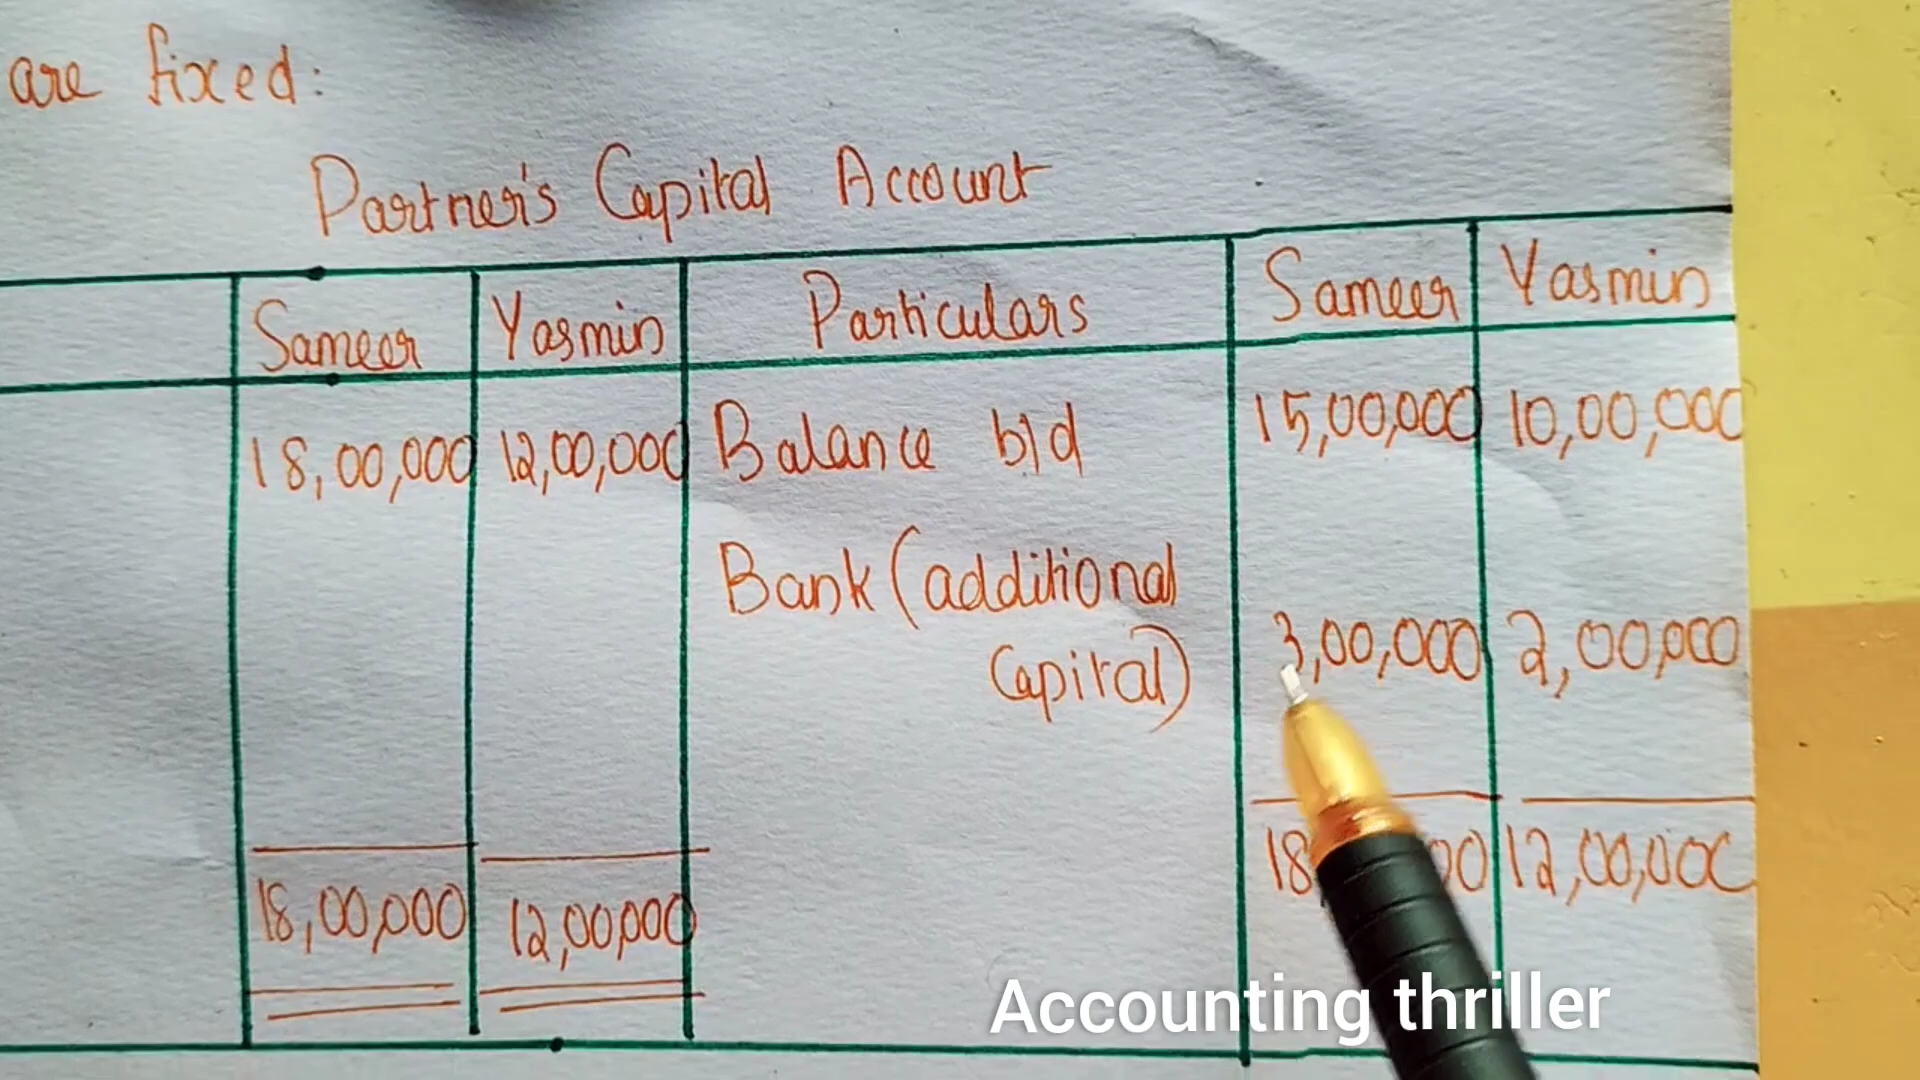 are fixed:
Partner's Capital Account
Sameer Yasmin Particulars Sameer Yasmin
18,00,000 12,00,000 Balance b/d 15,00,000 10,00,000
Bank (additional
Capital) 3,00,000 2,00,000
12,00,000
18,00,000 12,00,000
Accounting thriller